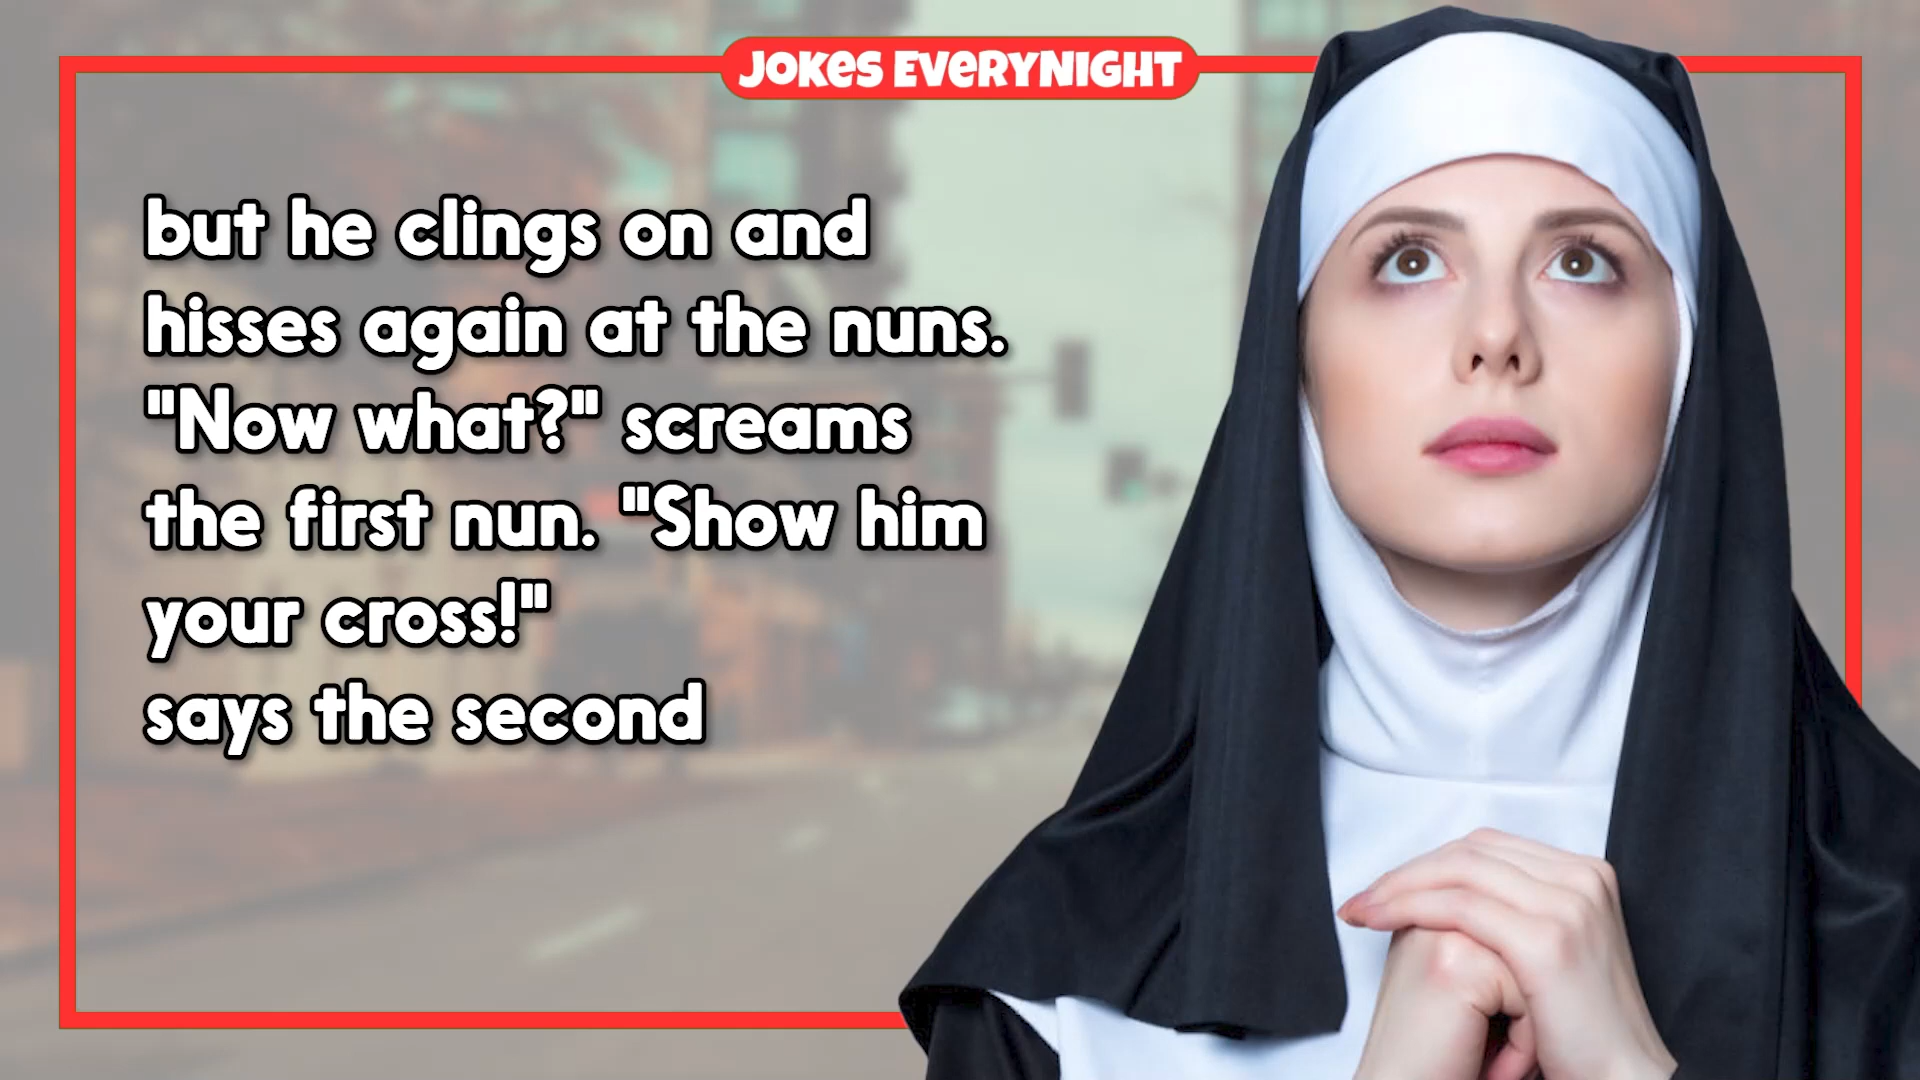 JOKES EVERYNIGHT
but he clings on and
hisses again at the nuns.
"Now what?" screams
the first nun. "Show him
your cross!"
says the second